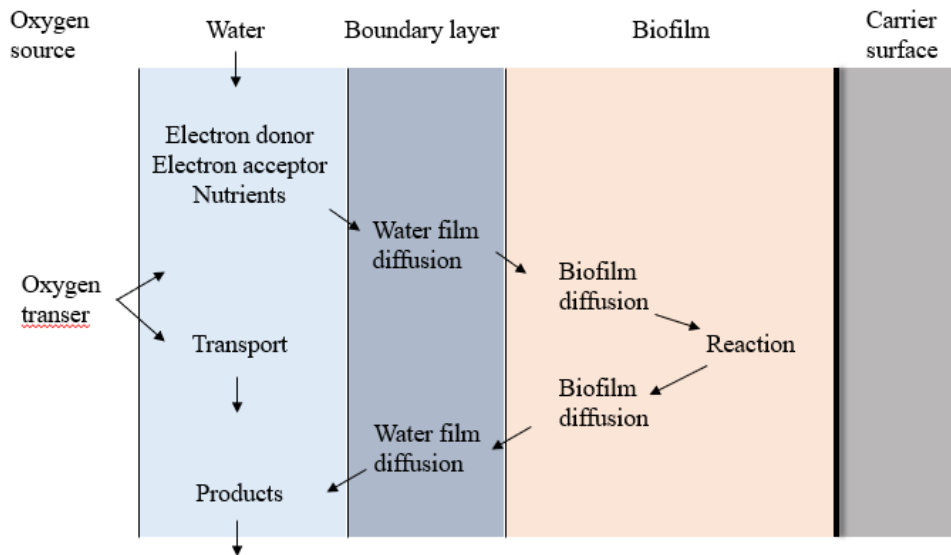 Oxygen
source
Water
Boundary layer
Biofilm
Carrier
surface
Electron donor
Electron acceptor
Nutrients
Water film
diffusion
Biofilm
diffusion
Oxygen
transer
Transport
Reaction
Biofilm
diffusion
Water film
diffusion
Products